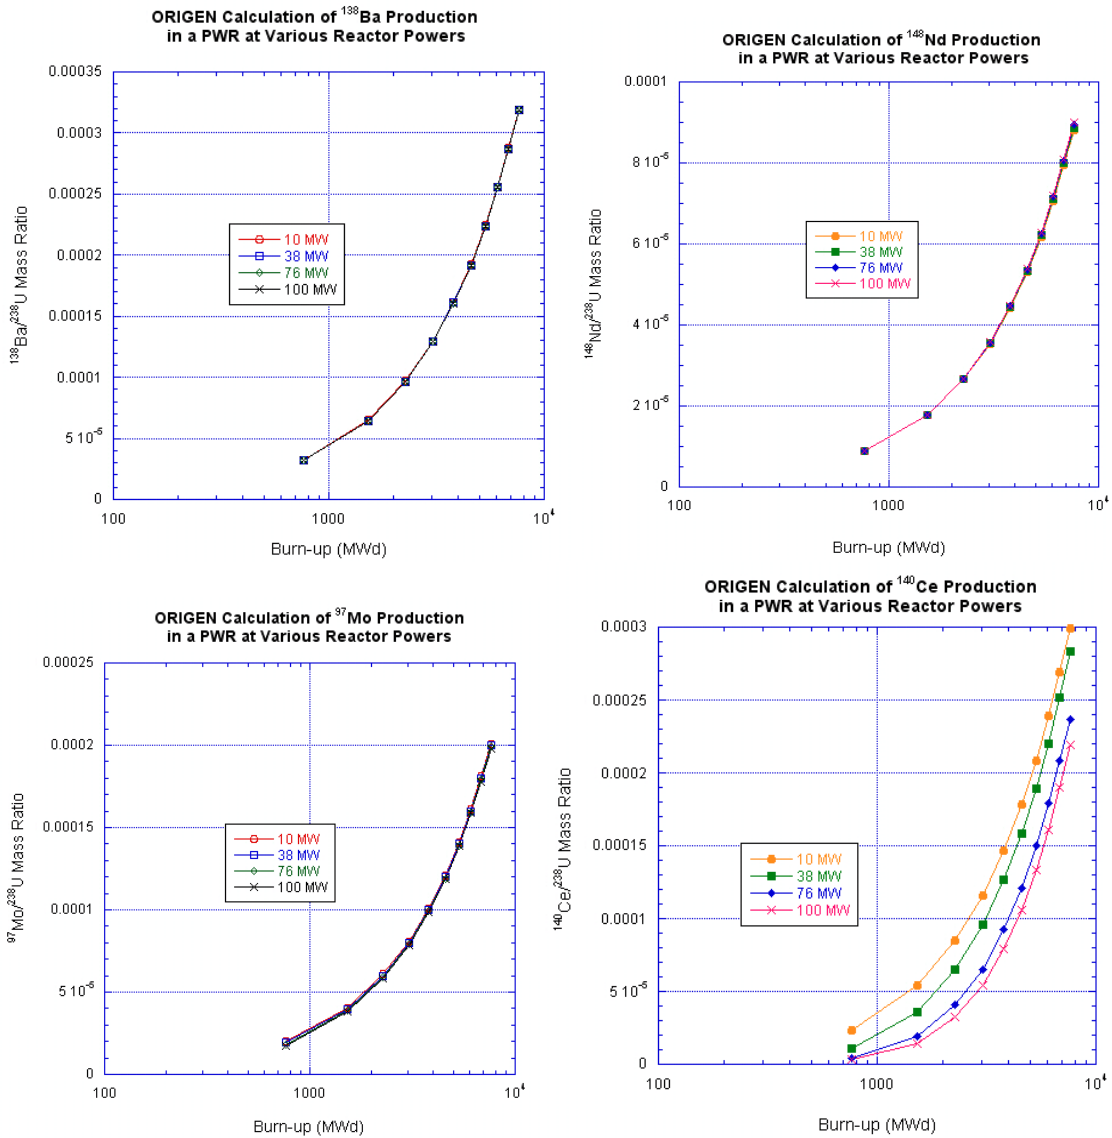 ORIGEN Calculation of ¹³⁸Ba Production
in a PWR at Various Reactor Powers
0.00035
0.0003
0.00025
0.0002
0.00015
0.0001
5 10⁻⁵
0
¹³⁸Ba/²³⁸U Mass Ratio
10 MW
38 MW
76 MW
100 MW
100
1000
10⁴
Burn-up (MWd)
ORIGEN Calculation of ¹⁴⁸Nd Production
in a PWR at Various Reactor Powers
0.0001
8 10⁻⁵
6 10⁻⁵
4 10⁻⁵
2 10⁻⁵
0
¹⁴⁸Nd/²³⁸U Mass Ratio
10 MW
38 MW
76 MW
100 MW
100
1000
10⁴
Burn-up (MWd)
ORIGEN Calculation of ⁹⁷Mo Production
in a PWR at Various Reactor Powers
0.00025
0.0002
0.00015
0.0001
5 10⁻⁵
0
⁹⁷Mo/²³⁸U Mass Ratio
10 MW
38 MW
76 MW
100 MW
100
1000
10⁴
Burn-up (MWd)
ORIGEN Calculation of ¹⁴⁰Ce Production
in a PWR at Various Reactor Powers
0.0003
0.00025
0.0002
0.00015
0.0001
5 10⁻⁵
0
¹⁴⁰Ce/²³⁸U Mass Ratio
10 MW
38 MW
76 MW
100 MW
100
1000
10⁴
Burn-up (MWd)